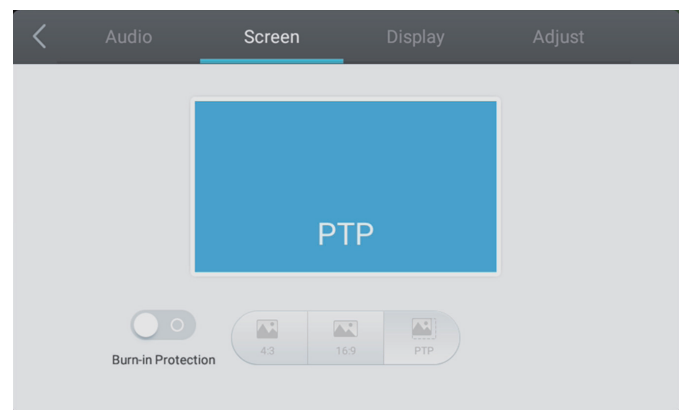 Audio Screen Display Adjust
PTP
4:3 16:9 PTP
Burn-in Protection